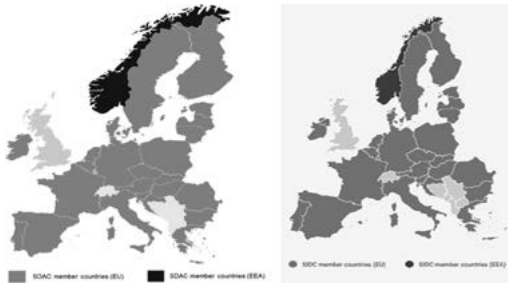 SDAC member countries (EU) SDAC member countries (EEA)
SIDC member countries (EU) SIDC member countries (EEA)